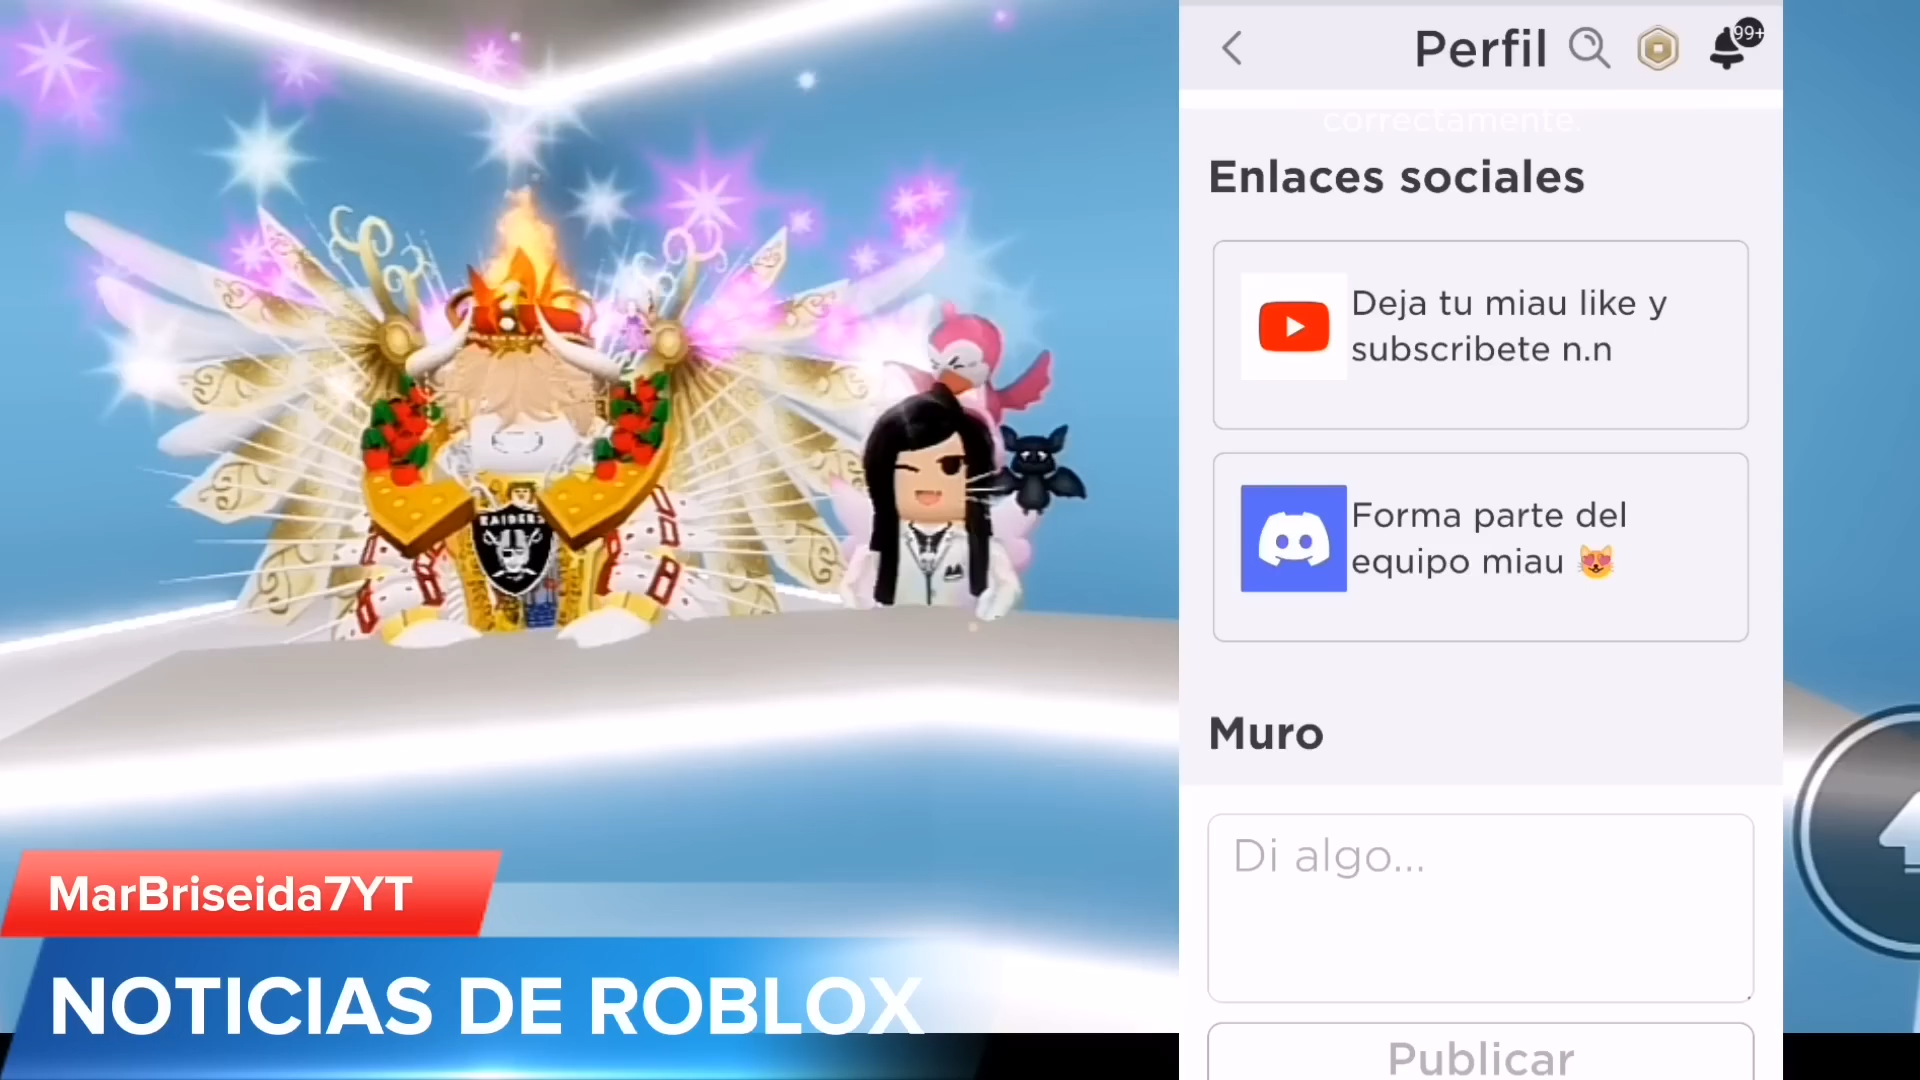 Perfil
99+
correctamente.
Enlaces sociales
Deja tu miau like y
subscribete n.n
Forma parte del
equipo miau 😻
Muro
Di algo...
Publicar
RAIDERS
MarBriseida7YT
NOTICIAS DE ROBLOX